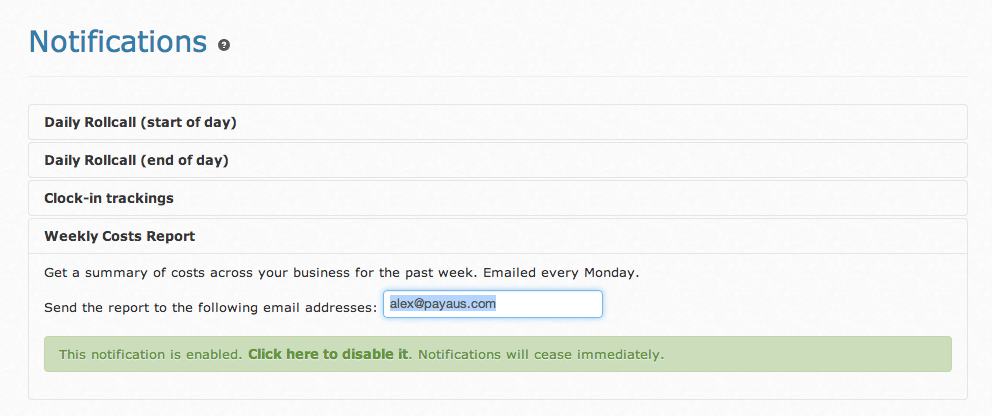 Notifications ?
Daily Rollcall (start of day)
Daily Rollcall (end of day)
Clock-in trackings
Weekly Costs Report
Get a summary of costs across your business for the past week. Emailed every Monday.
Send the report to the following email addresses: alex@payaus.com
This notification is enabled. Click here to disable it. Notifications will cease immediately.